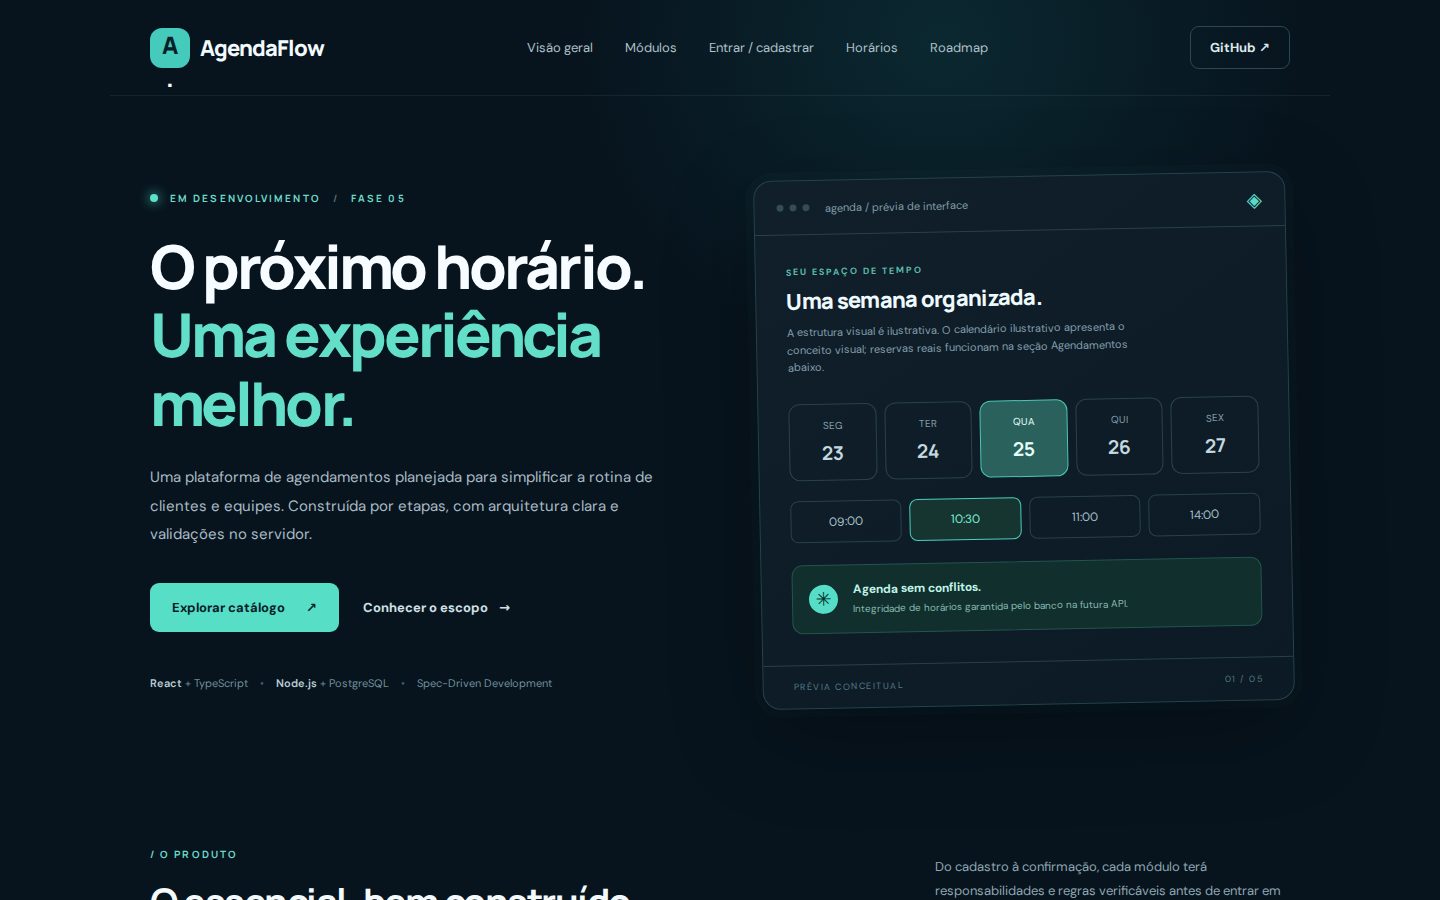 A
AgendaFlow
Visão geral
Módulos
Entrar / cadastrar
Horários
Roadmap
GitHub ↗
EM DESENVOLVIMENTO / FASE 05
O próximo horário.
Uma experiência
melhor.
Uma plataforma de agendamentos planejada para simplificar a rotina de
clientes e equipes. Construída por etapas, com arquitetura clara e
validações no servidor.
Explorar catálogo ↗
Conhecer o escopo →
React + TypeScript • Node.js + PostgreSQL • Spec-Driven Development
agenda / prévia de interface
SEU ESPAÇO DE TEMPO
Uma semana organizada.
A estrutura visual é ilustrativa. O calendário ilustrativo apresenta o
conceito visual; reservas reais funcionam na seção Agendamentos
abaixo.
SEG
23
TER
24
QUA
25
QUI
26
SEX
27
09:00
10:30
11:00
14:00
Agenda sem conflitos.
Integridade de horários garantida pelo banco na futura API.
PRÉVIA CONCEITUAL
01 / 05
/ O PRODUTO
O essencial, bem construído
Do cadastro à confirmação, cada módulo terá
responsabilidades e regras verificáveis antes de entrar em